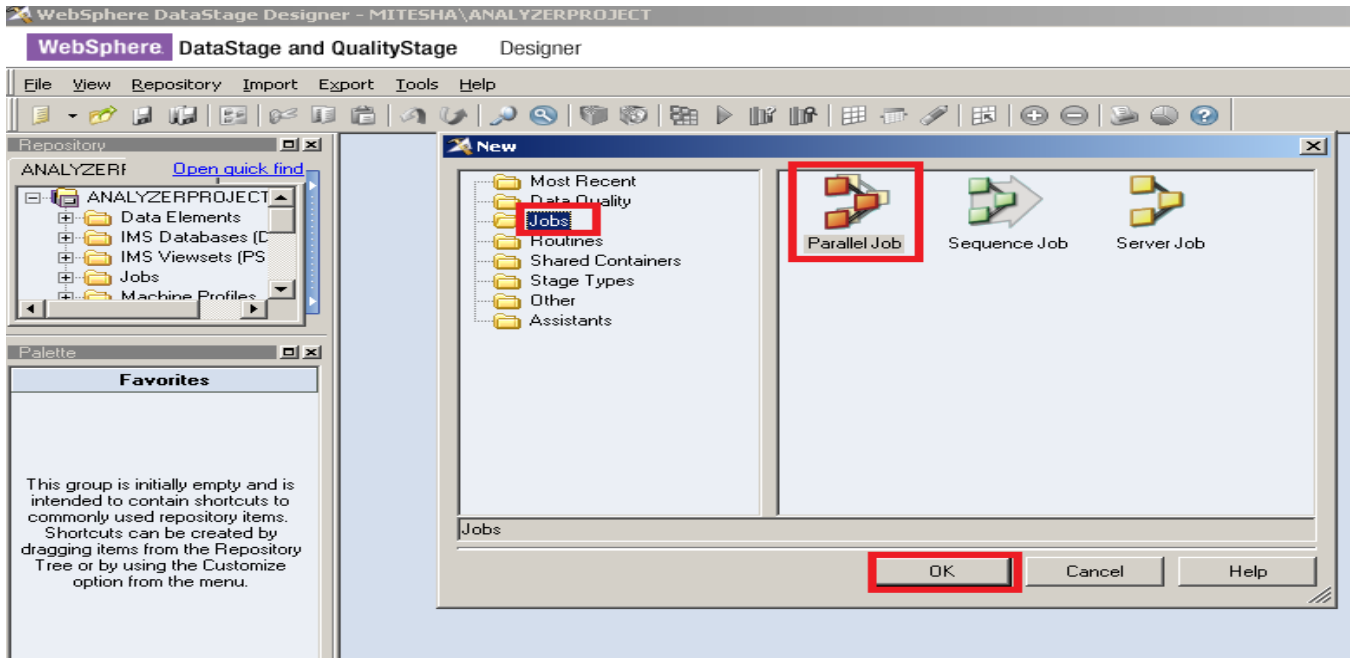 WebSphere DataStage Designer - MITESHA\ANALYZERPROJECT
WebSphere. DataStage and QualityStage Designer
File View Repository Import Export Tools Help
Repository
ANALYZERF Open quick find
ANALYZERPROJECT
Data Elements
IMS Databases (D
IMS Viewsets (PS
Jobs
Machine Profiles
Palette
Favorites
This group is initially empty and is
intended to contain shortcuts to
commonly used repository items.
Shortcuts can be created by
dragging items from the Repository
Tree or by using the Customize
option from the menu.
New
Most Recent
Data Quality
Jobs
Routines
Shared Containers
Stage Types
Other
Assistants
Parallel Job Sequence Job Server Job
Jobs
OK Cancel Help